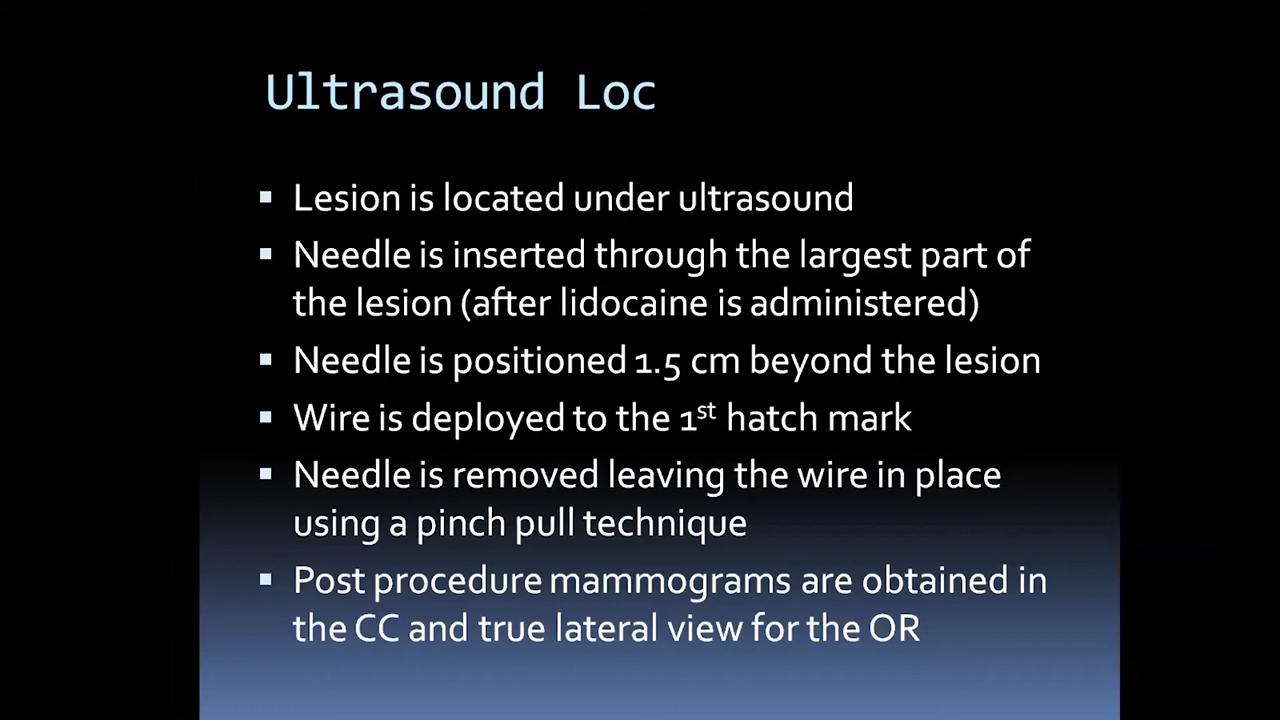 Ultrasound Loc
▪ Lesion is located under ultrasound
▪ Needle is inserted through the largest part of
the lesion (after lidocaine is administered)
▪ Needle is positioned 1.5 cm beyond the lesion
▪ Wire is deployed to the 1st hatch mark
▪ Needle is removed leaving the wire in place
using a pinch pull technique
▪ Post procedure mammograms are obtained in
the CC and true lateral view for the OR